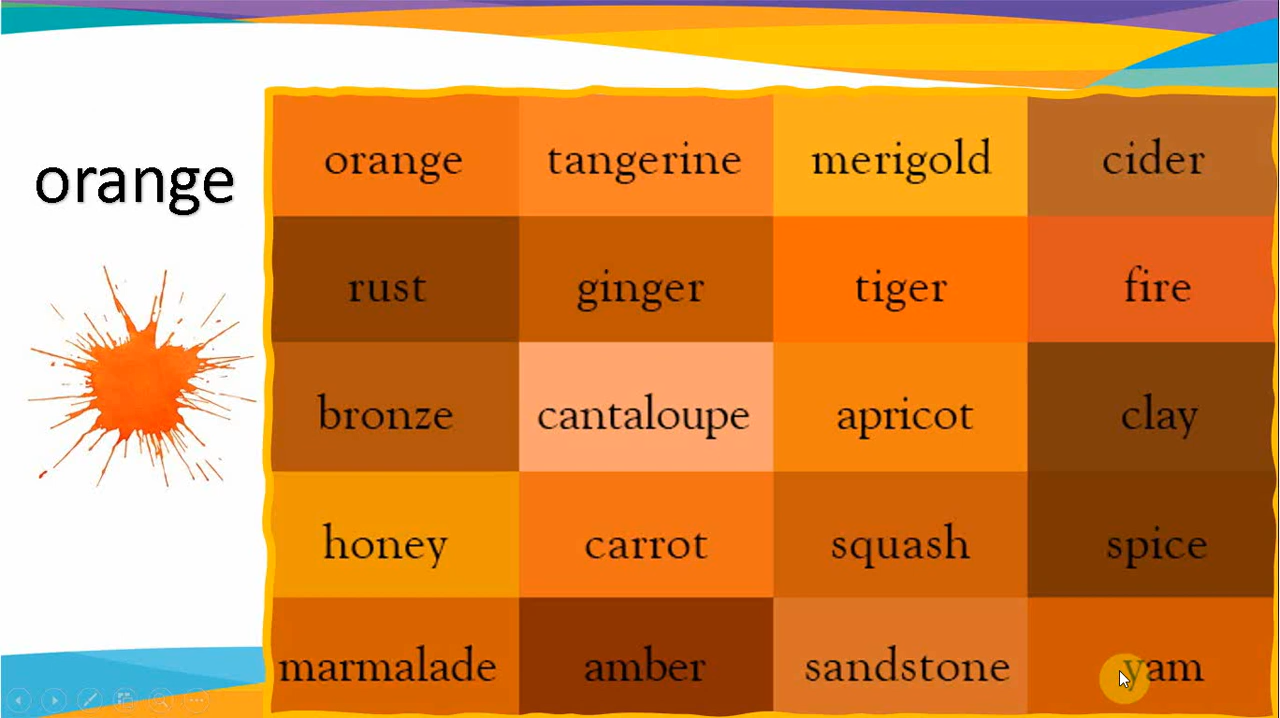 orange
orange tangerine merigold cider
rust ginger tiger fire
bronze cantaloupe apricot clay
honey carrot squash spice
marmalade amber sandstone yam